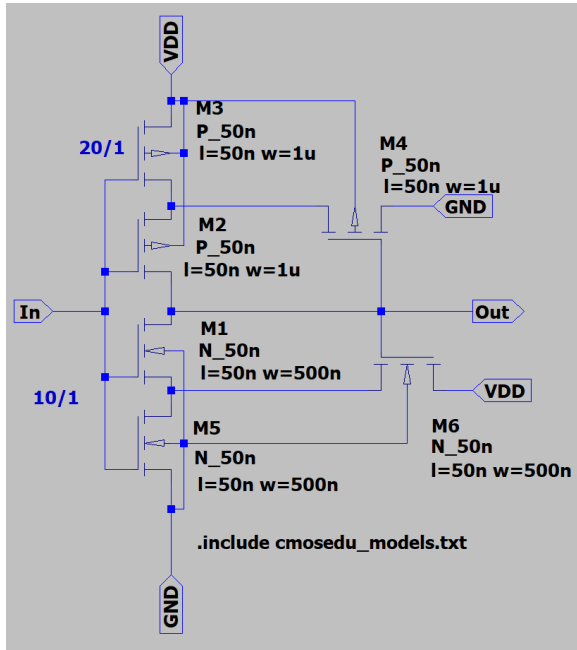 VDD
M3
P_50n
l=50n w=1u
20/1
M4
P_50n
l=50n w=1u
GND
M2
P_50n
l=50n w=1u
In
Out
M1
N_50n
l=50n w=500n
10/1
VDD
M5
N_50n
l=50n w=500n
M6
N_50n
l=50n w=500n
.include cmosedu_models.txt
GND